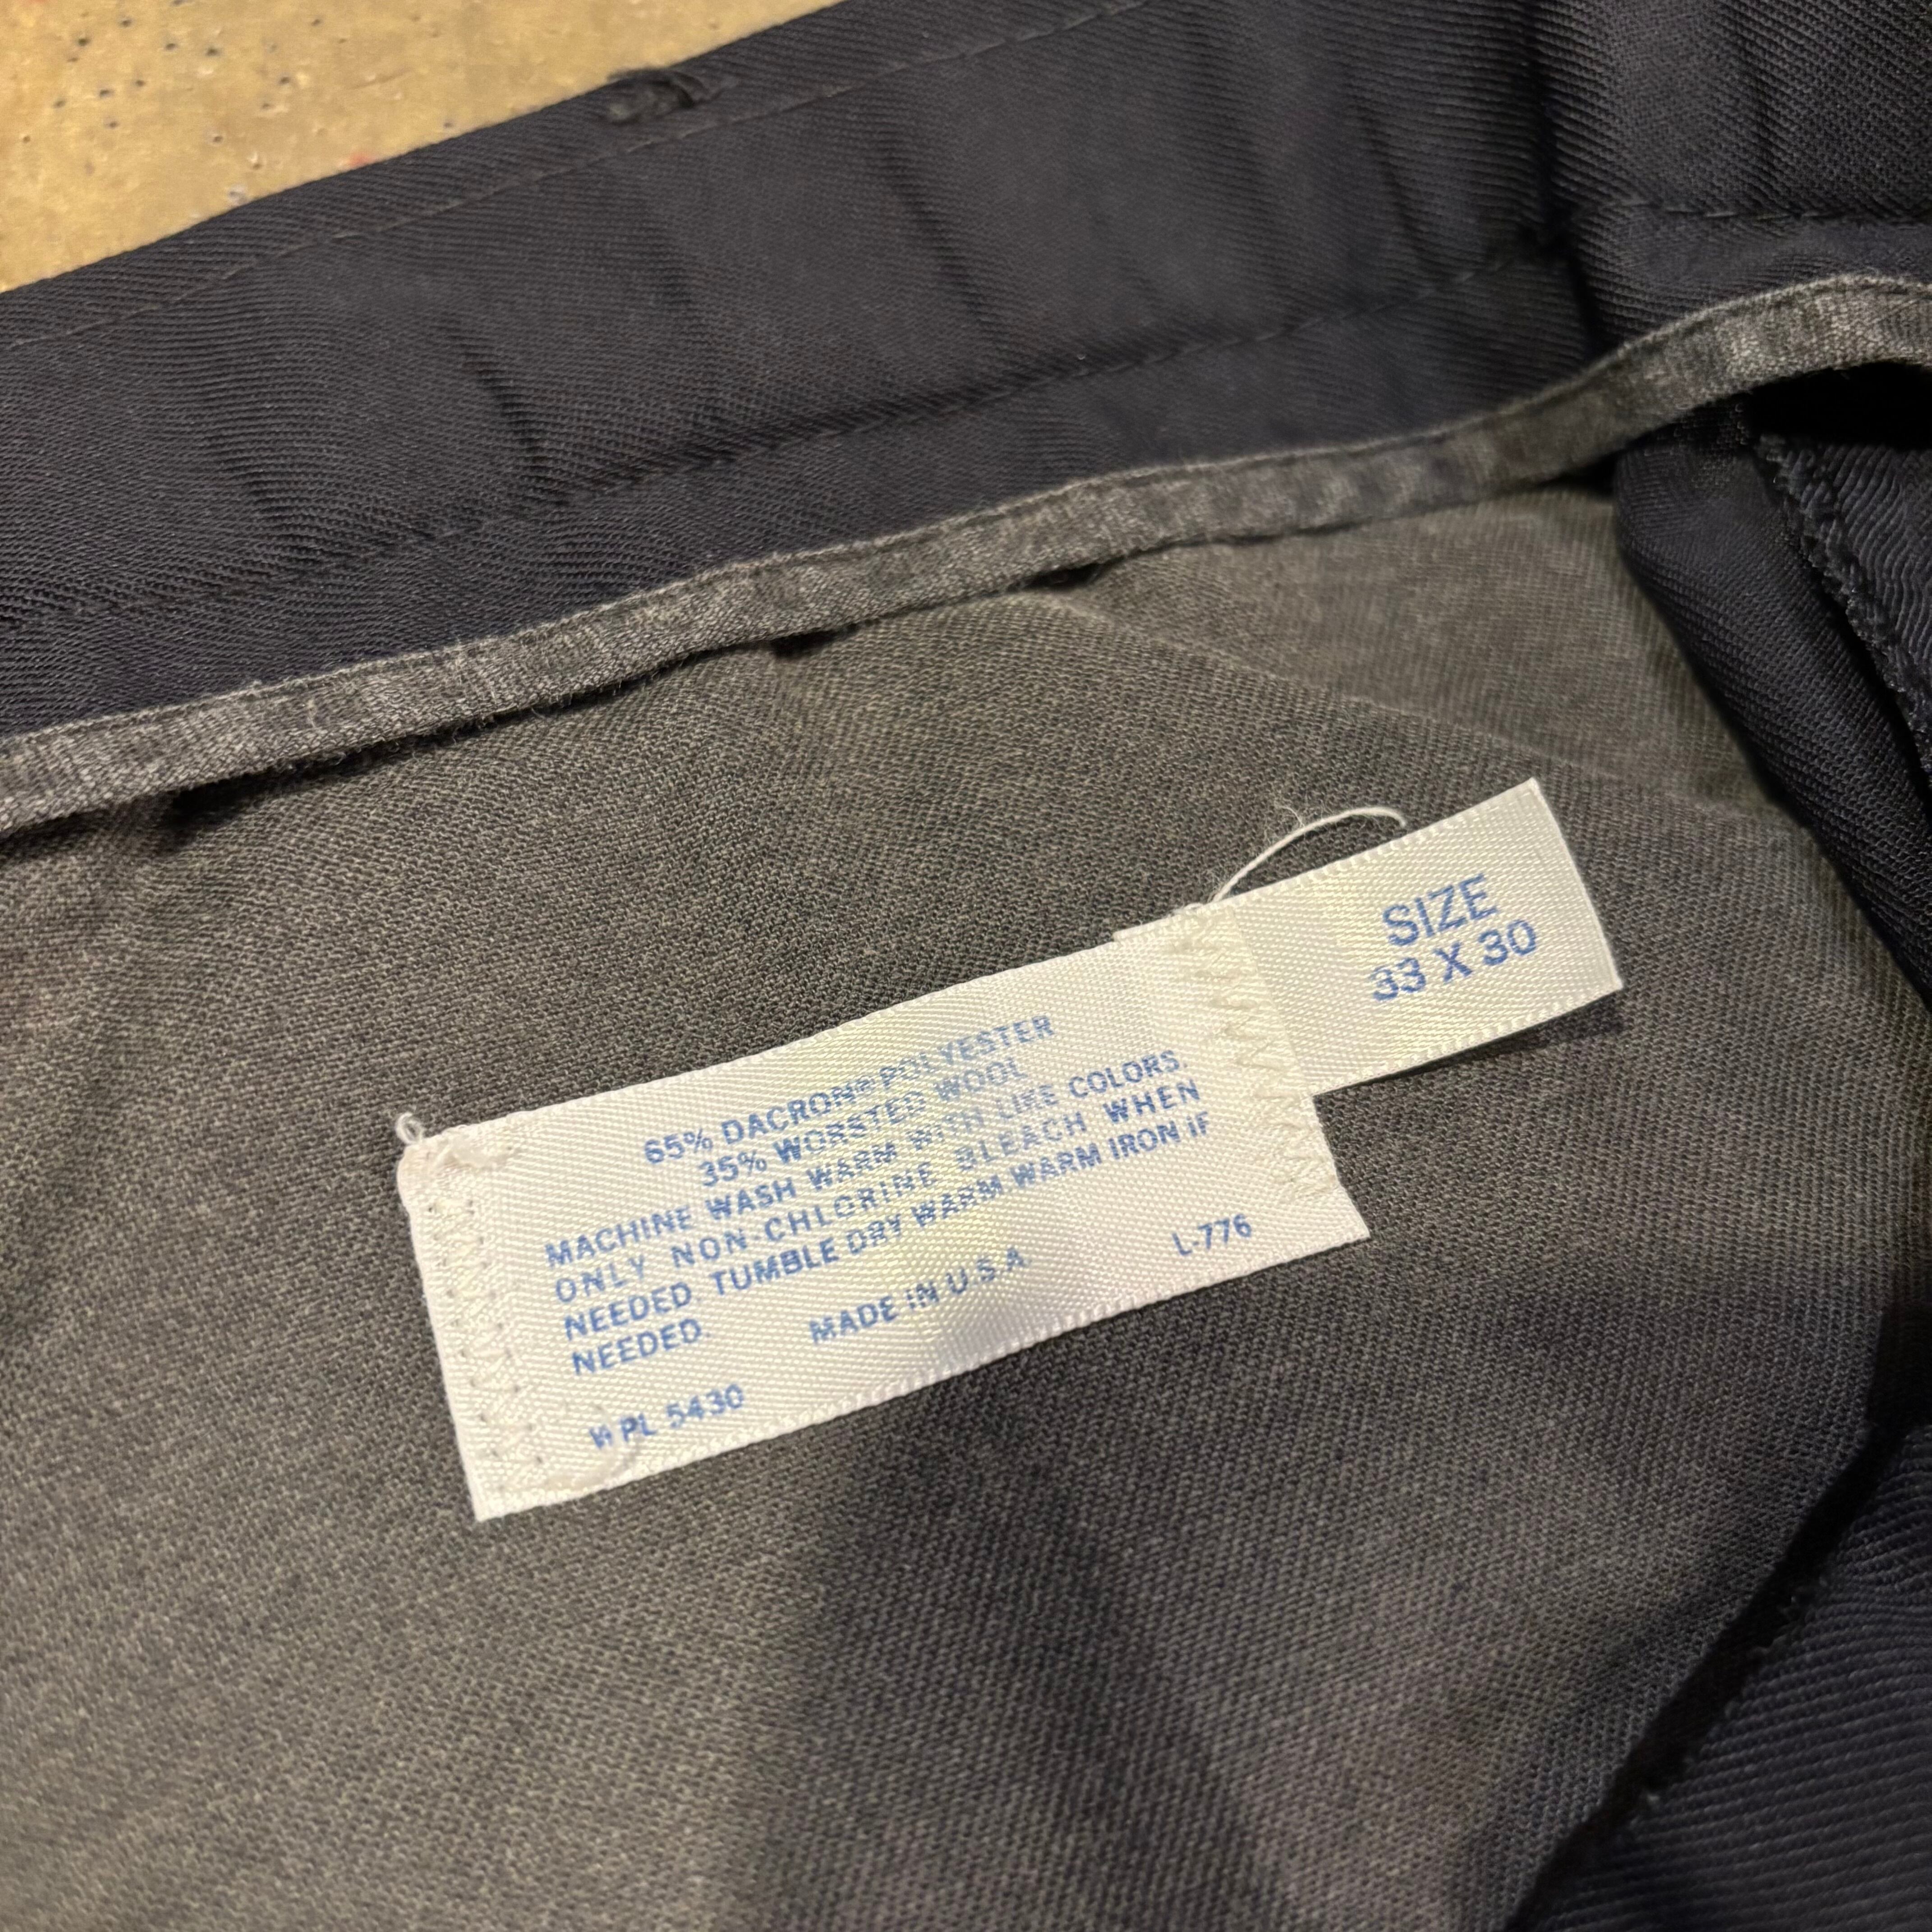 SIZE
33 X 30
65% DACRON® POLYESTER
35% WORSTED WOOL
MACHINE WASH WARM WITH LIKE COLORS.
ONLY NON-CHLORINE BLEACH WHEN
NEEDED. TUMBLE DRY WARM. WARM IRON IF
NEEDED.
MADE IN U.S.A.
L-776
WPL 5430